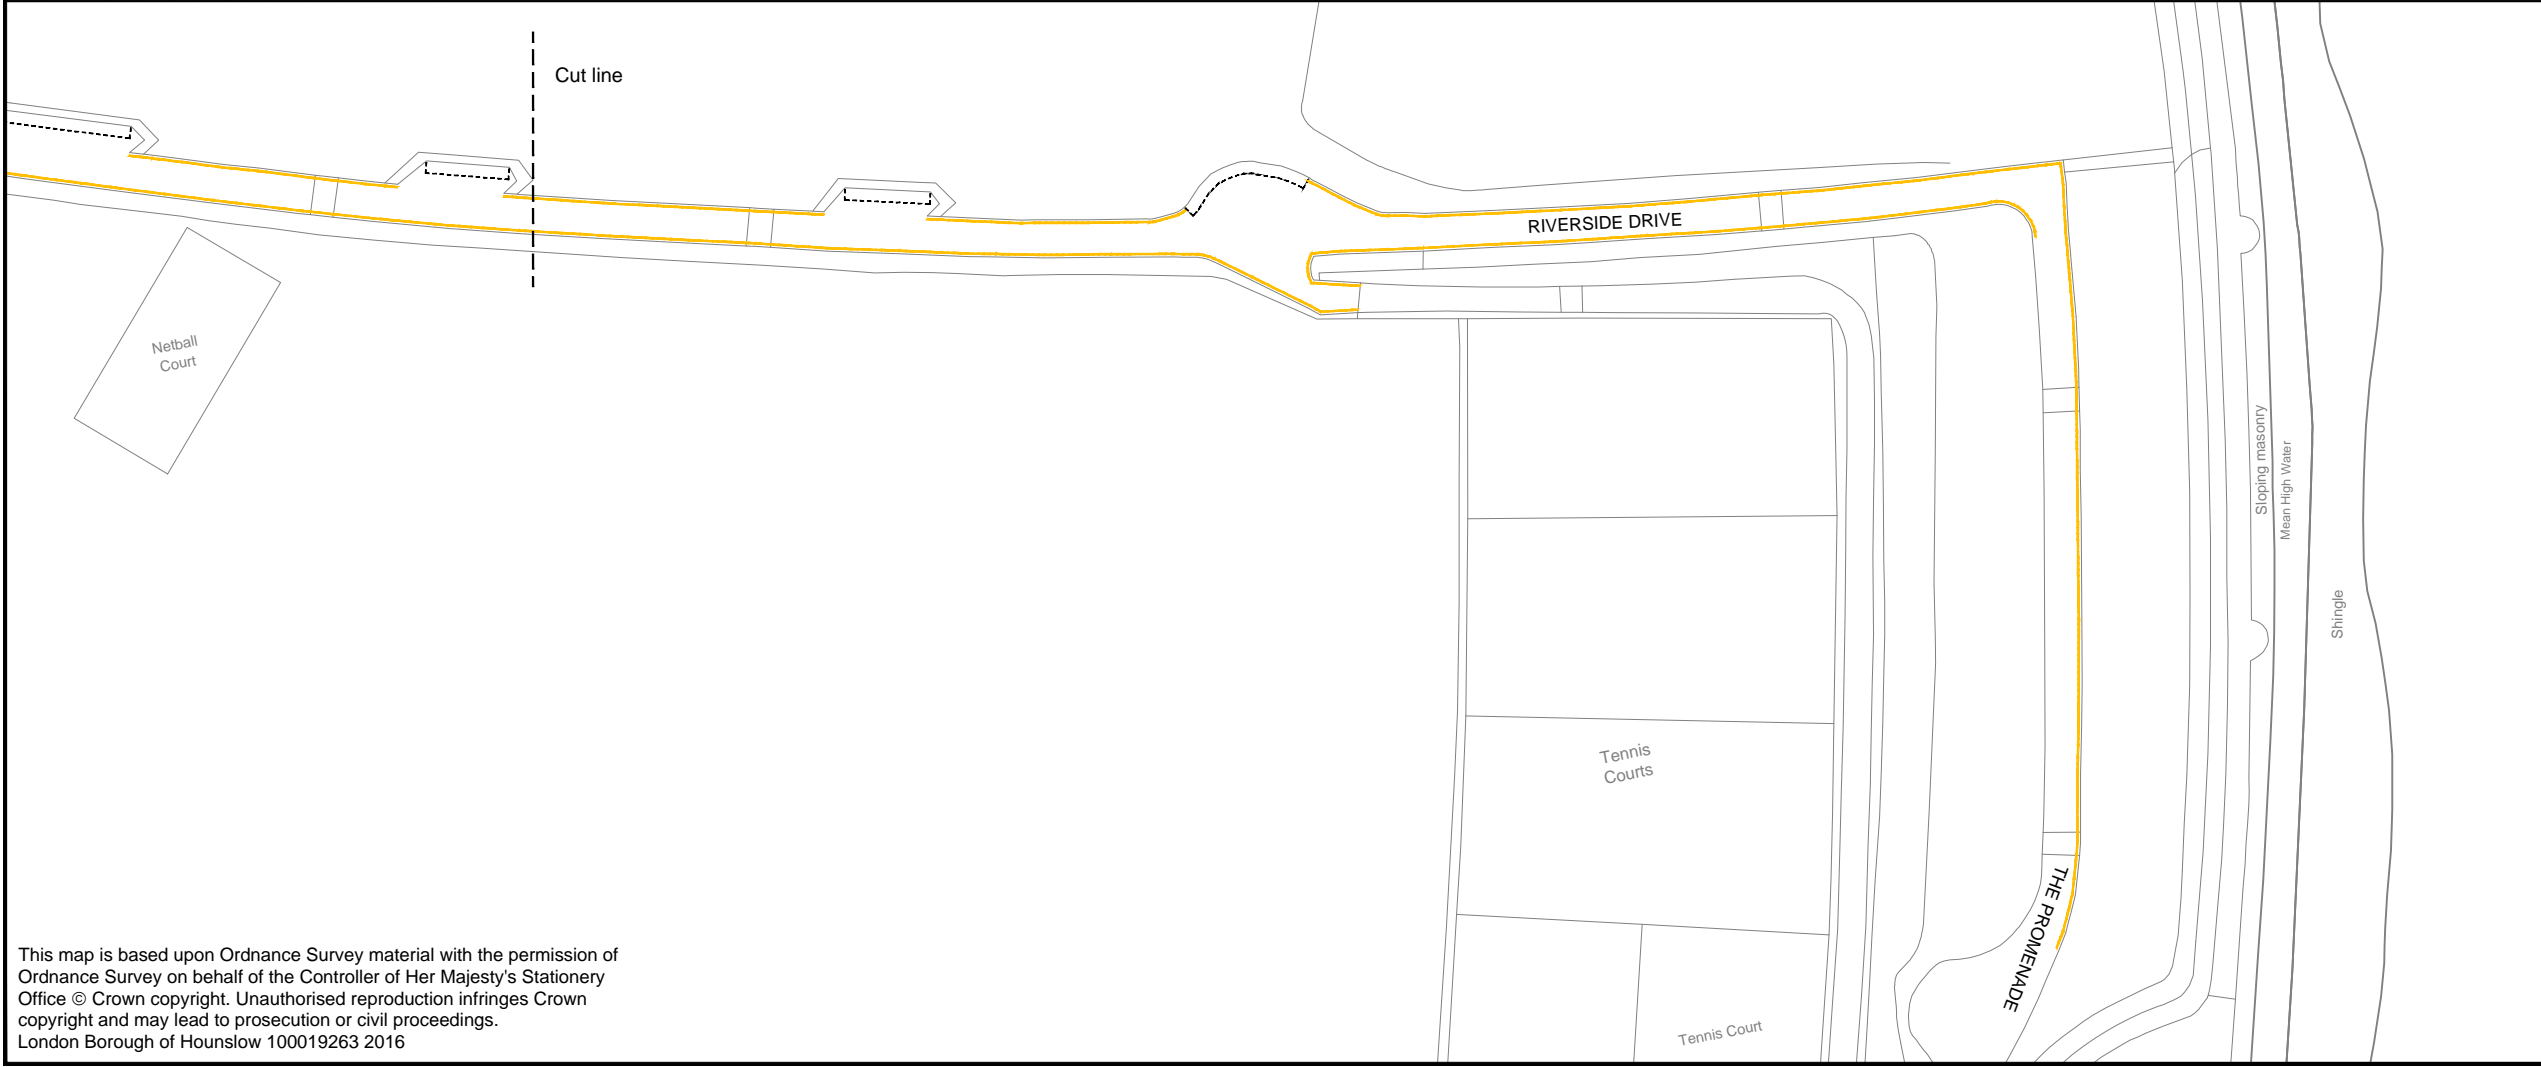 Cut line
RIVERSIDE DRIVE
Netball
Court
Sloping masonry
Mean High Water
Shingle
Tennis
Courts
THE PROMENADE
Tennis Court
This map is based upon Ordnance Survey material with the permission of
Ordnance Survey on behalf of the Controller of Her Majesty's Stationery
Office © Crown copyright. Unauthorised reproduction infringes Crown
copyright and may lead to prosecution or civil proceedings.
London Borough of Hounslow 100019263 2016